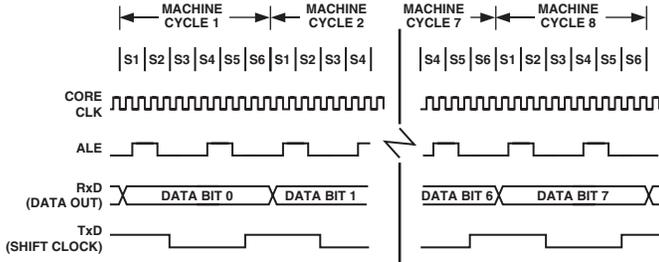 MACHINE
CYCLE 1
MACHINE
CYCLE 2
MACHINE
CYCLE 7
MACHINE
CYCLE 8
S1 S2 S3 S4 S5 S6 S1 S2 S3 S4 S4 S5 S6 S1 S2 S3 S4 S5 S6
CORE
CLK
ALE
RxD
(DATA OUT)
DATA BIT 0 DATA BIT 1 DATA BIT 6 DATA BIT 7
TxD
(SHIFT CLOCK)